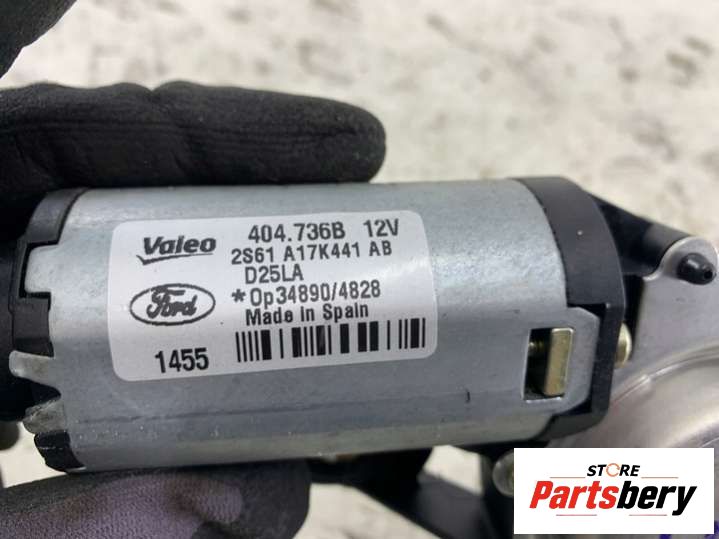 Valeo 404.736B 12V
2S61 A17K441 AB
D25LA
Ford *Op34890/4828
Made in Spain
1455
STORE
Partsbery